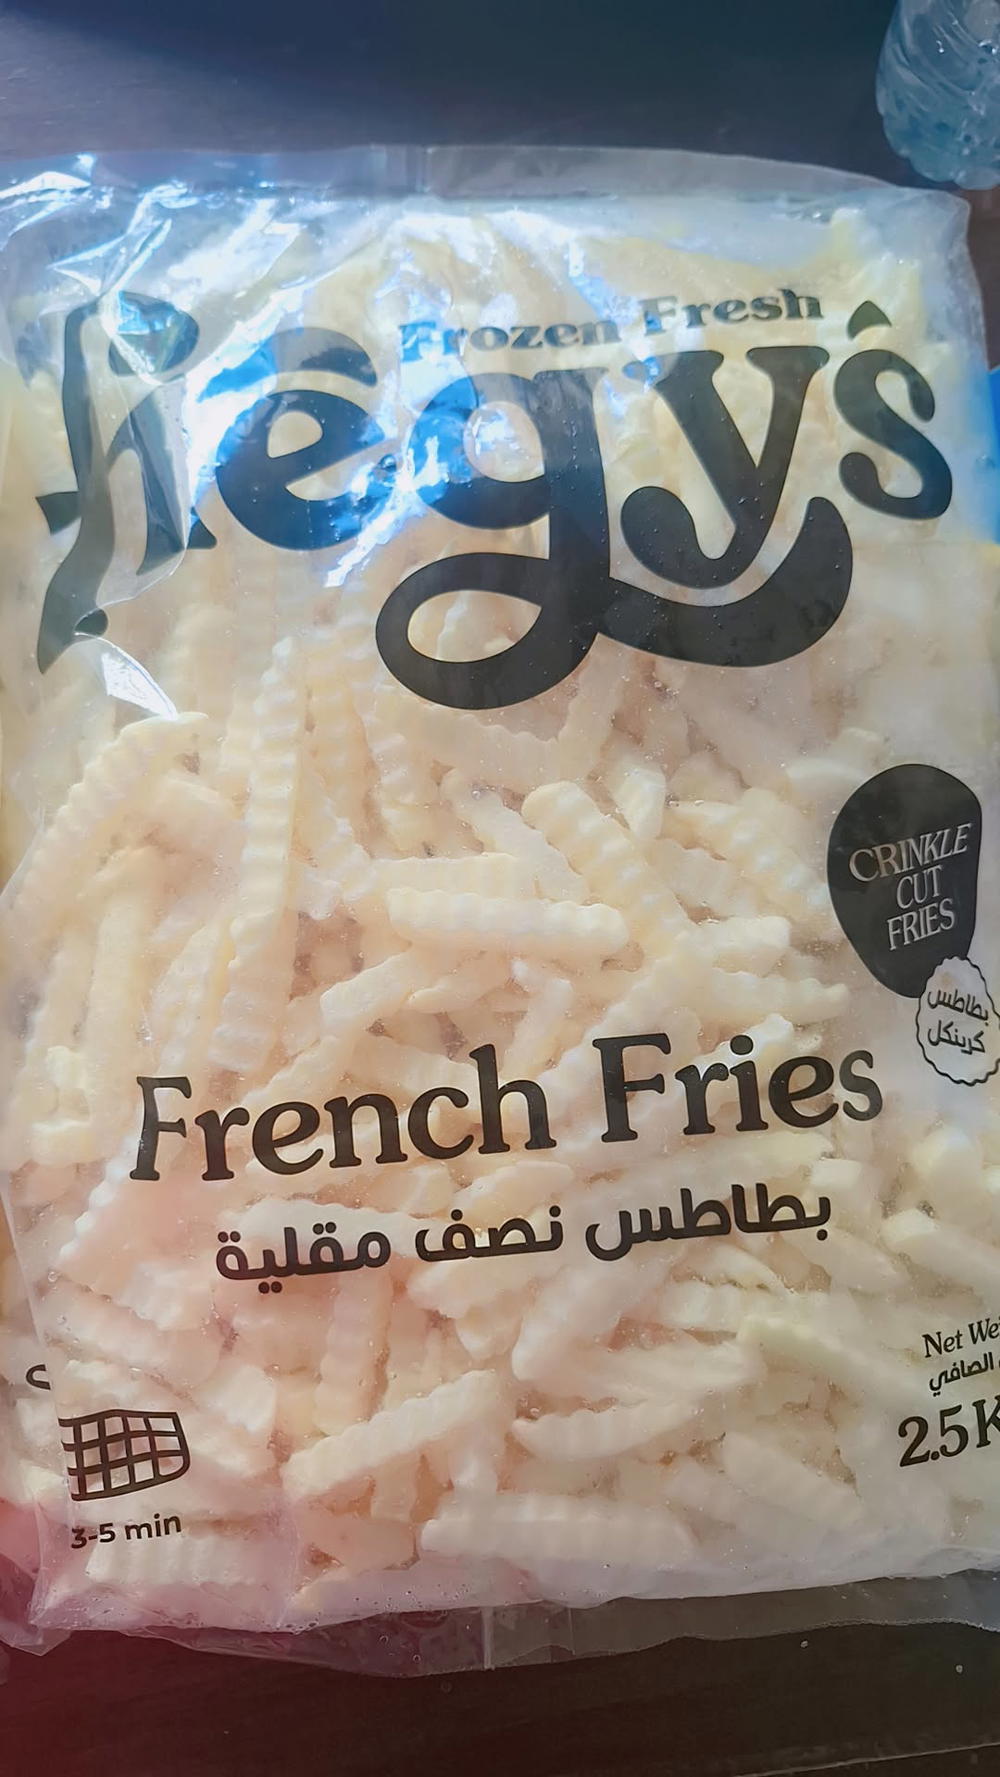 Frozen Fresh
hegy's
CRINKLE
CUT
FRIES
بطاطس
كرينكل
French Fries
بطاطس نصف مقلية
Net We
الصافي
2.5K
3-5 min